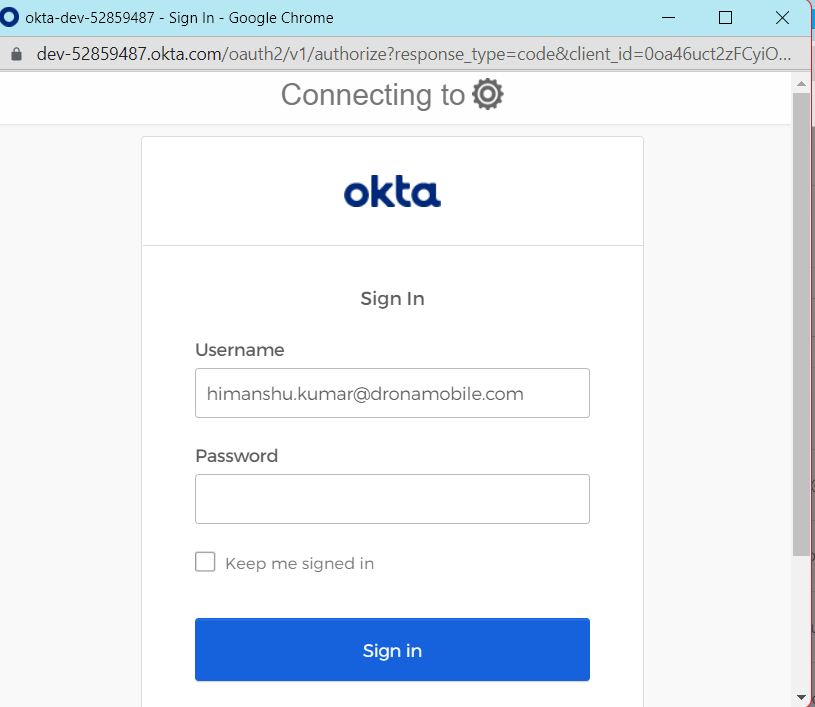 okta-dev-52859487 - Sign In - Google Chrome
dev-52859487.okta.com/oauth2/v1/authorize?response_type=code&client_id=0oa46uct2zFCyiO...
Connecting to
okta
Sign In
Username
himanshu.kumar@dronamobile.com
Password
Keep me signed in
Sign in